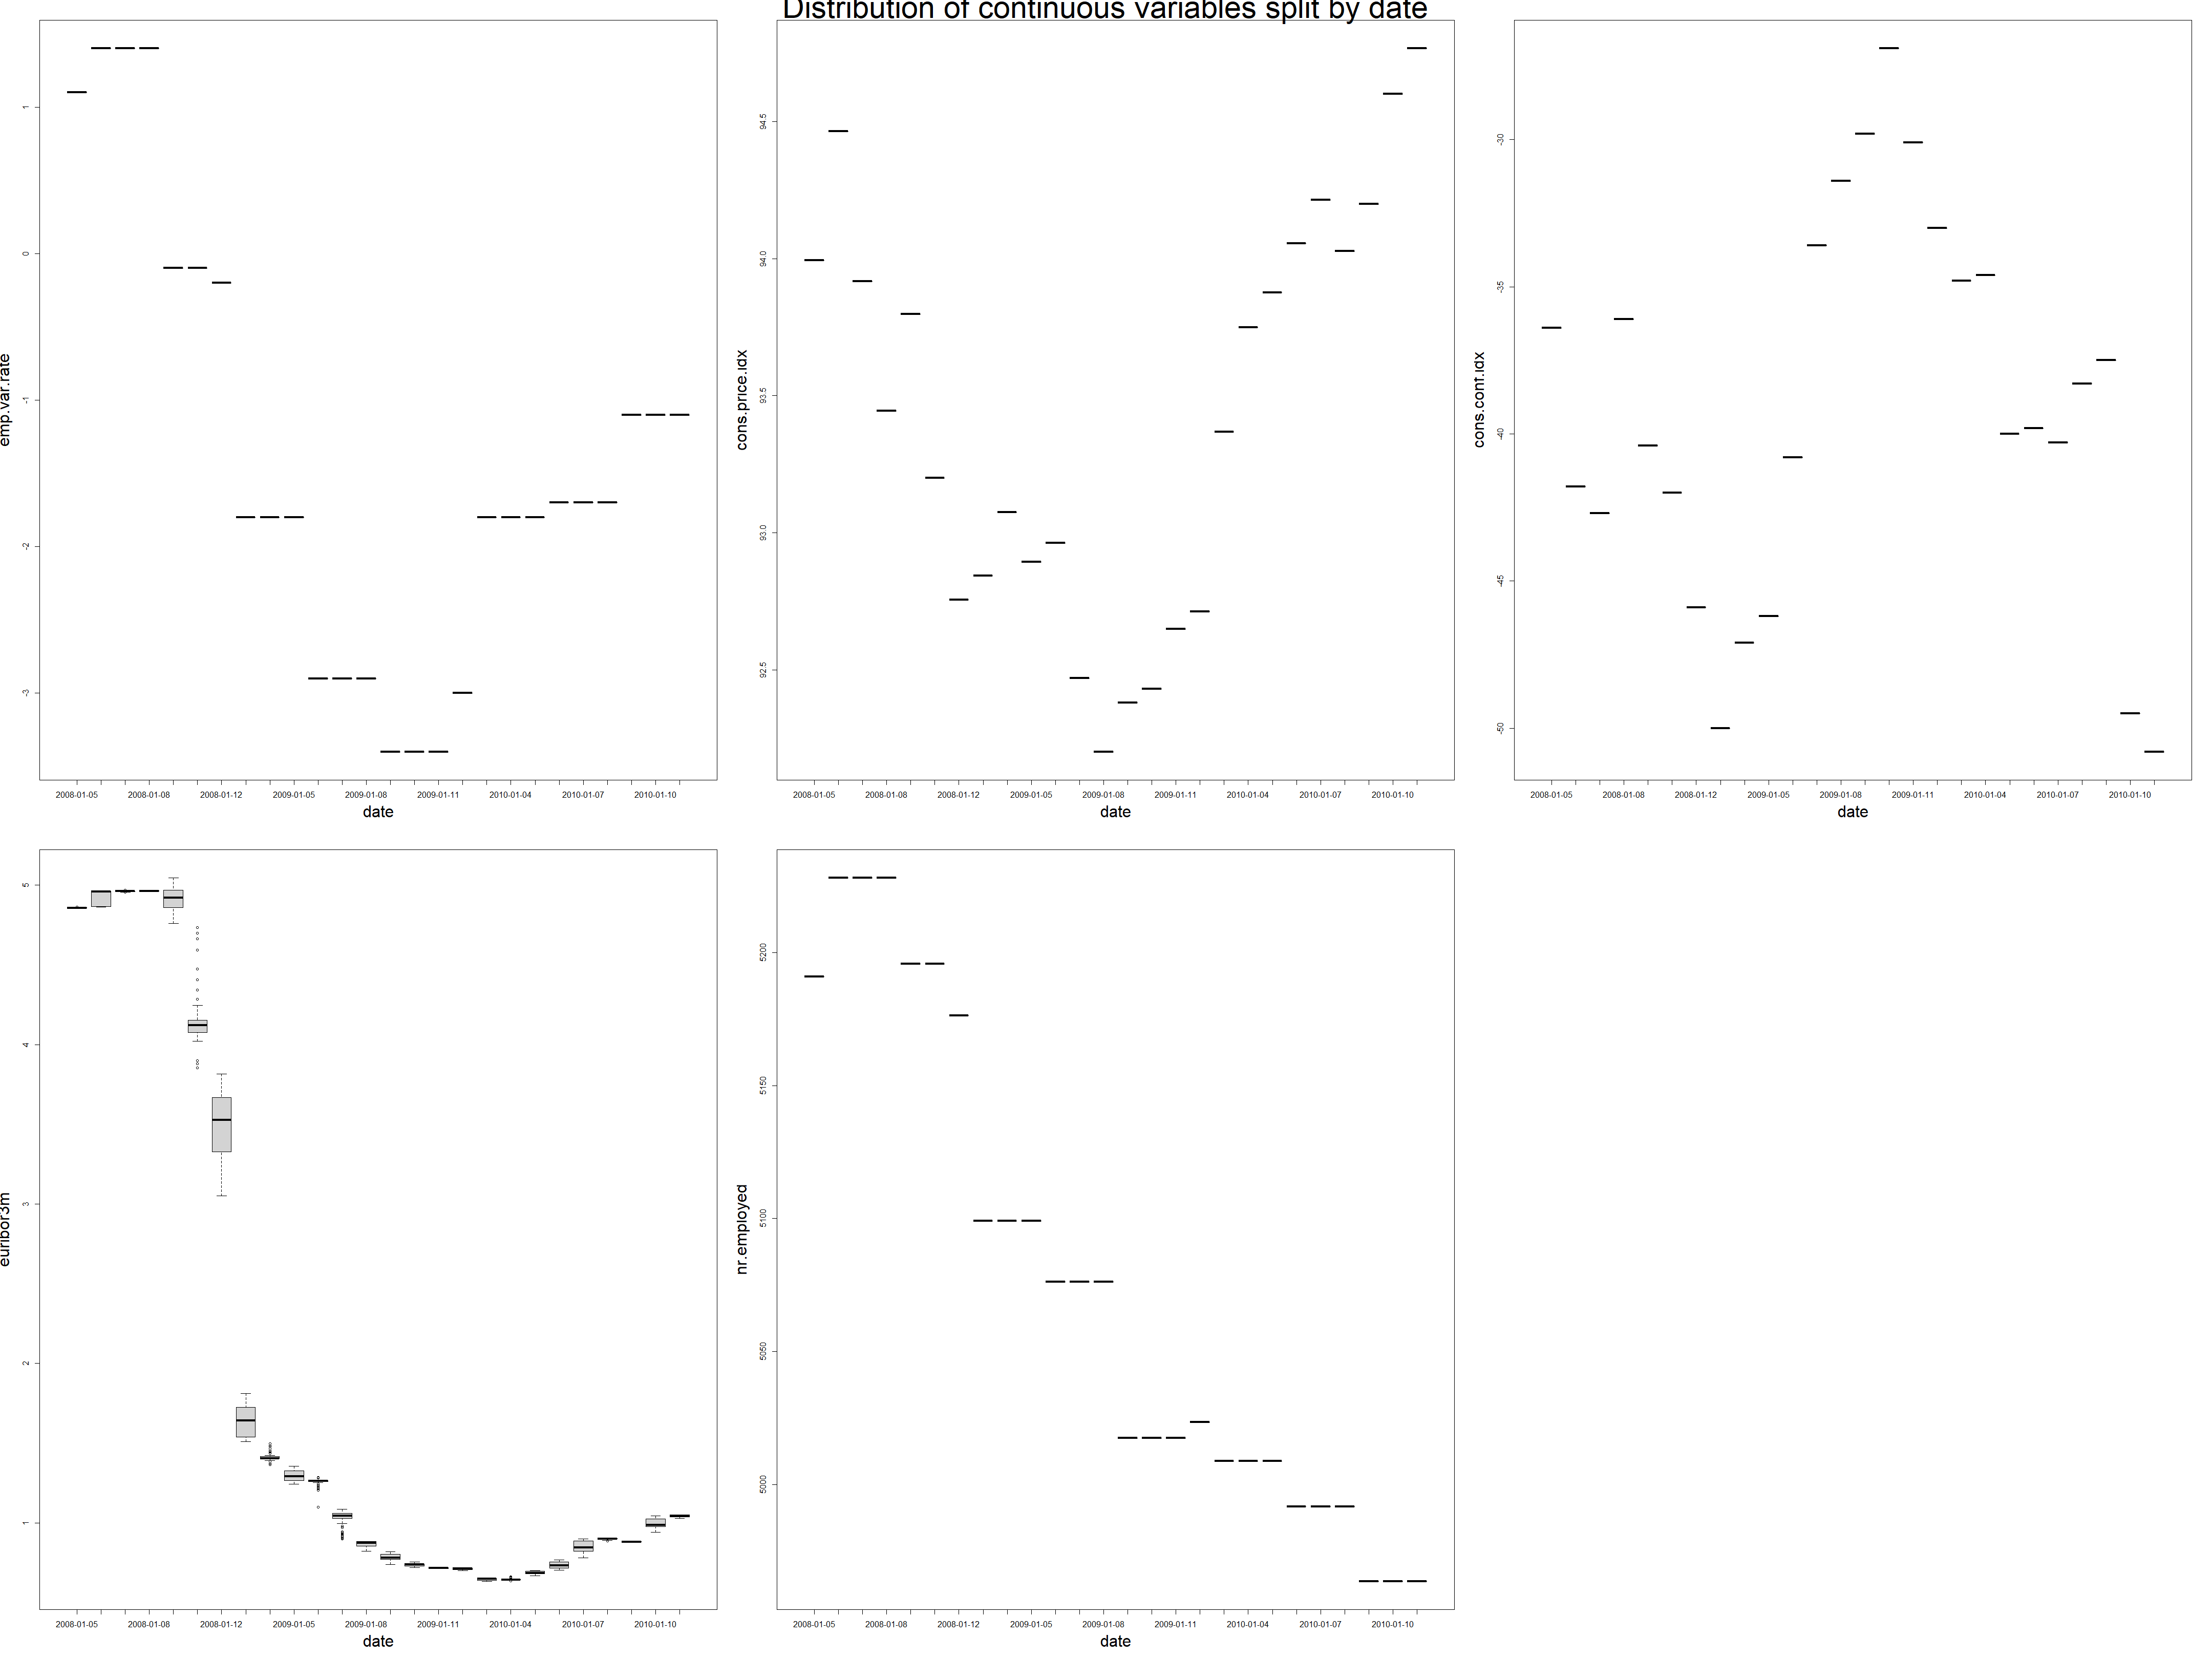 Distribution of continuous variables split by date
emp.var.rate
1
0
-1
-2
-3
2008-01-05 2008-01-08 2008-01-12 2009-01-05 2009-01-08 2009-11-11 2010-01-04 2010-01-07 2010-01-10
date
cons.price.idx
94.5
94.0
93.5
93.0
92.5
2008-01-05 2008-01-08 2008-01-12 2009-01-05 2009-01-08 2009-01-11 2010-01-04 2010-01-07 2010-01-10
date
cons.conf.idx
-30
-35
-40
-45
-50
2008-01-05 2008-01-08 2008-01-12 2009-01-05 2009-01-08 2009-01-11 2010-01-04 2010-01-07 2010-01-10
date
euribor3m
5
4
3
2
1
2008-01-05 2008-01-08 2008-01-12 2009-01-05 2009-01-08 2009-01-11 2010-01-04 2010-01-07 2010-01-10
date
nr.employed
5200
5150
5100
5050
5000
2008-01-05 2008-01-08 2008-01-12 2009-01-05 2009-01-08 2009-01-11 2010-01-04 2010-01-07 2010-01-10
date